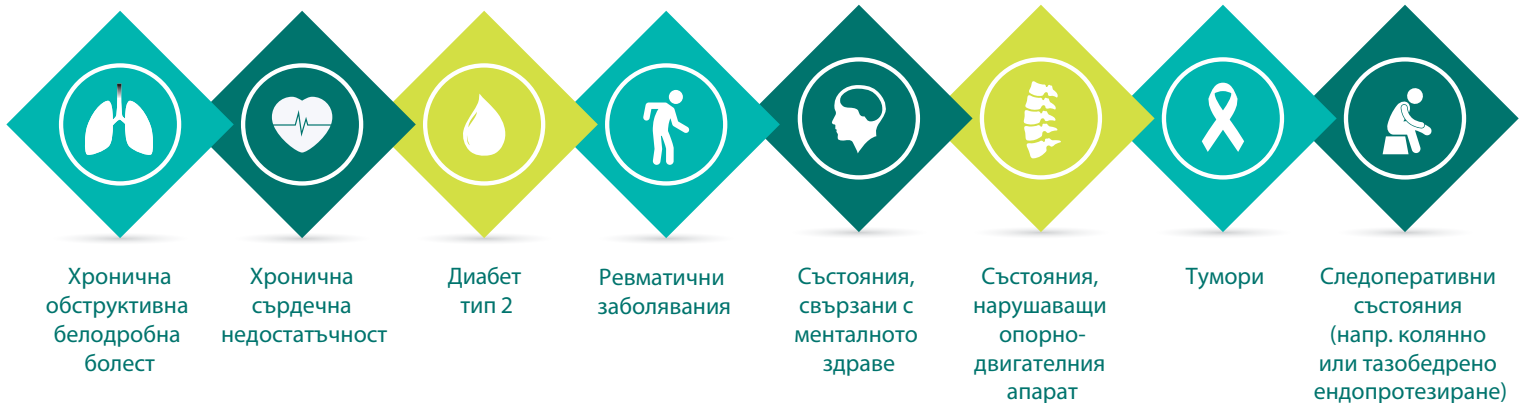 Хронична
обструктивна
белодробна
болест
Хронична
сърдечна
недостатъчност
Диабет
тип 2
Ревматични
заболявания
Състояния,
свързани с
менталното
здраве
Състояния,
нарушаващи
опорно-
двигателния
апарат
Тумори
Следоперативни
състояния
(напр. колянно
или тазобедрено
ендопротезиране)